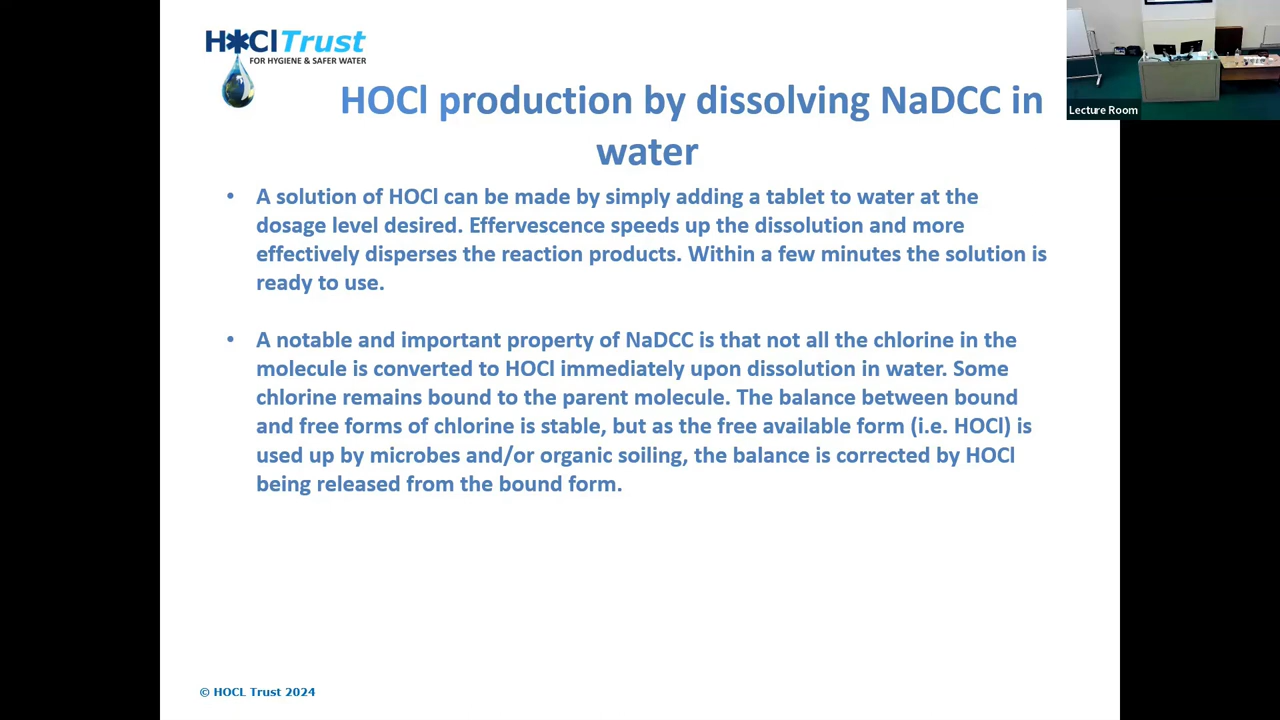 H*Cl Trust
FOR HYGIENE & SAFER WATER
Lecture Room
HOCl production by dissolving NaDCC in
water
• A solution of HOCl can be made by simply adding a tablet to water at the
dosage level desired. Effervescence speeds up the dissolution and more
effectively disperses the reaction products. Within a few minutes the solution is
ready to use.
• A notable and important property of NaDCC is that not all the chlorine in the
molecule is converted to HOCl immediately upon dissolution in water. Some
chlorine remains bound to the parent molecule. The balance between bound
and free forms of chlorine is stable, but as the free available form (i.e. HOCl) is
used up by microbes and/or organic soiling, the balance is corrected by HOCl
being released from the bound form.
© HOCL Trust 2024